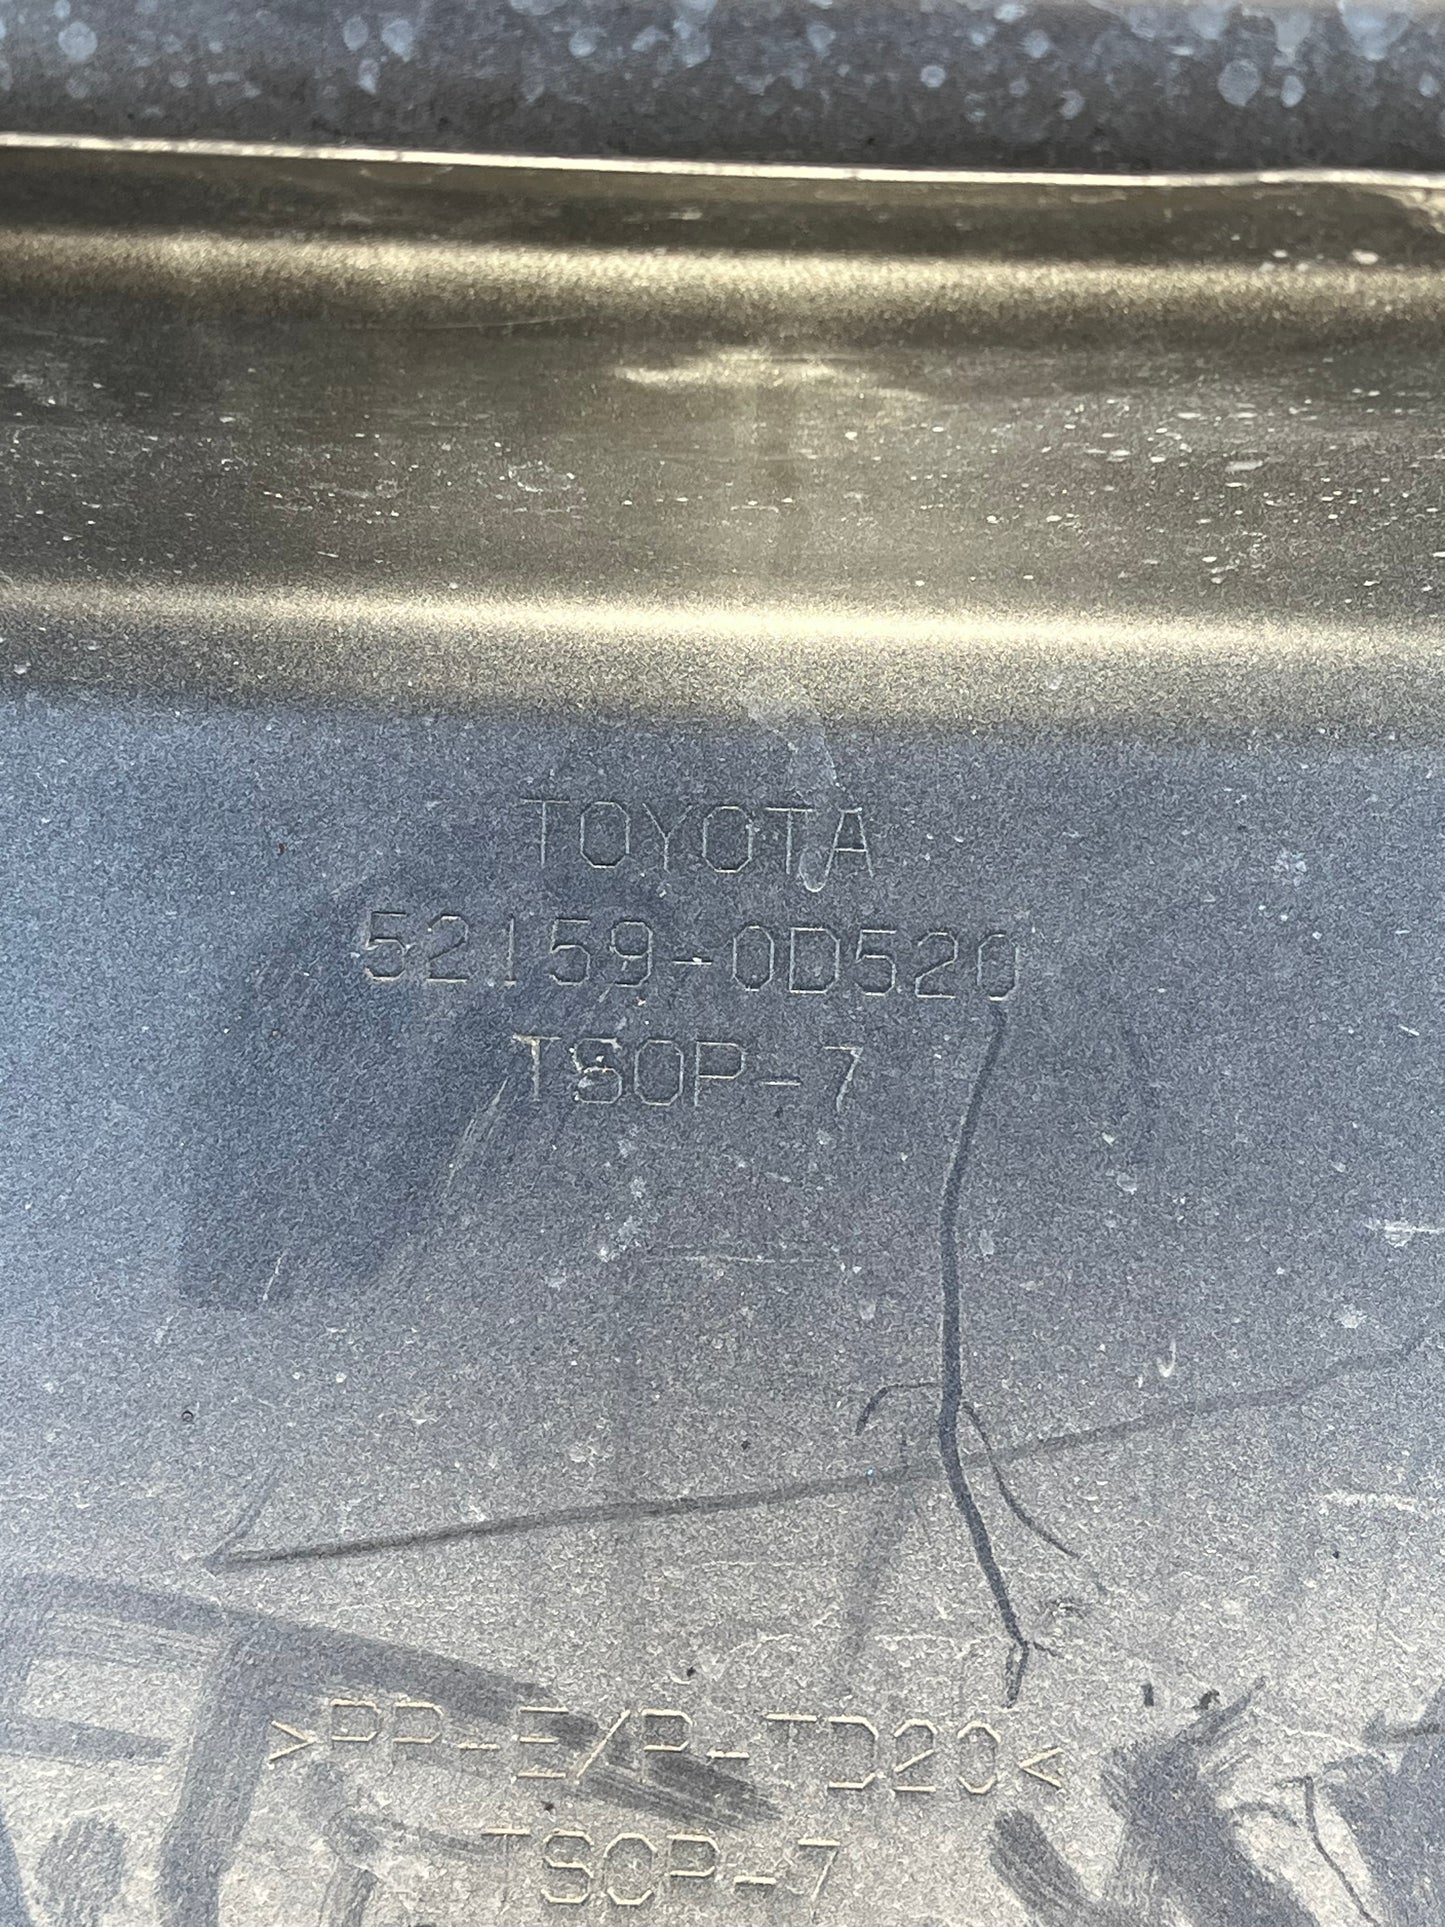 TOYOTA
52159-0D520
TSOP-7
>PP-E/P-TD20<
TSOP-7